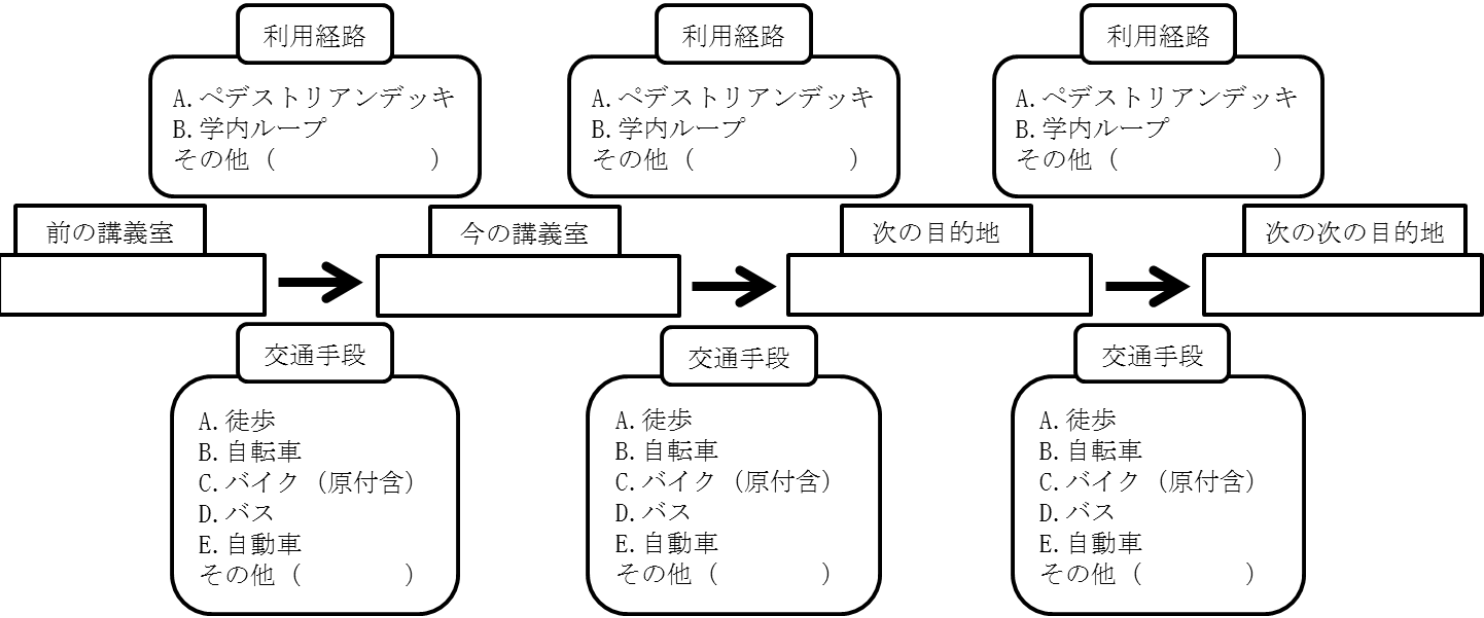 利用経路
A.ペデストリアンデッキ
B.学内ループ
その他（　　　　　　）
利用経路
A.ペデストリアンデッキ
B.学内ループ
その他（　　　　　　）
利用経路
A.ペデストリアンデッキ
B.学内ループ
その他（　　　　　　）
前の講義室
今の講義室
次の目的地
次の次の目的地
交通手段
A.徒歩
B.自転車
C.バイク（原付含）
D.バス
E.自動車
その他（　　　　）
交通手段
A.徒歩
B.自転車
C.バイク（原付含）
D.バス
E.自動車
その他（　　　　）
交通手段
A.徒歩
B.自転車
C.バイク（原付含）
D.バス
E.自動車
その他（　　　　）